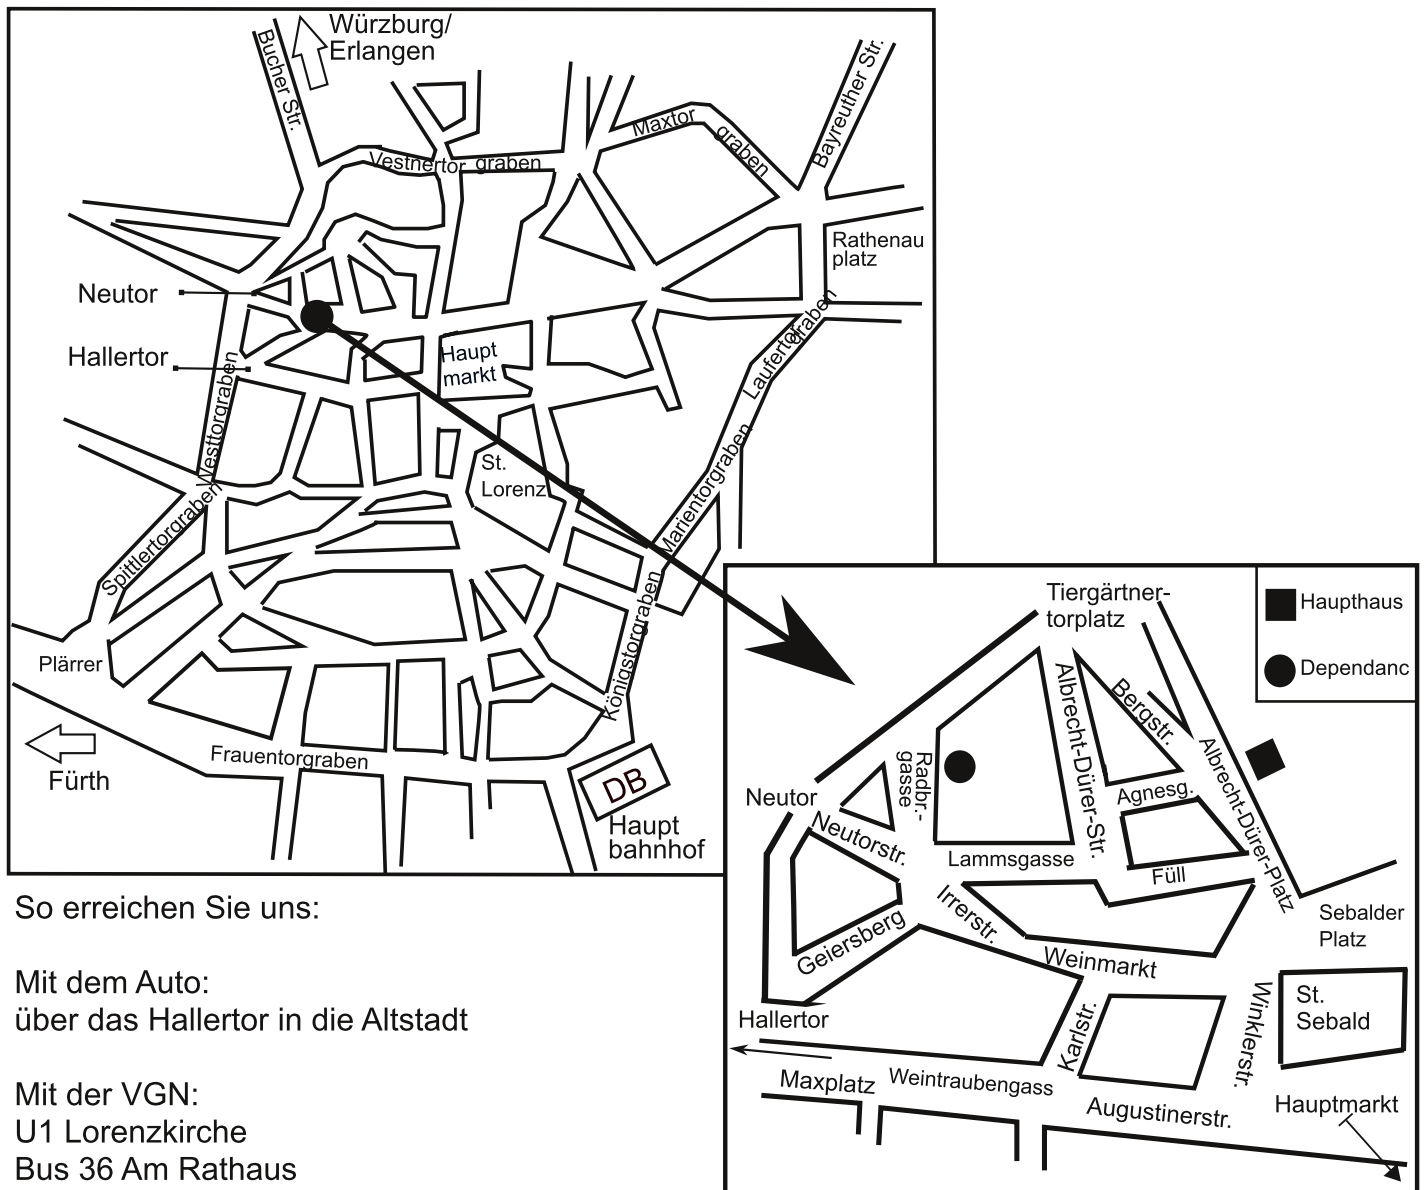 Würzburg/
Erlangen
Bucher Str.
Vestnertor graben
Maxtor graben
Bayreuther Str.
Rathenau
platz
Neutor
Hallertor
Haupt
markt
Laufertorgraben
Westtorgraben
St.
Lorenz
Marientorgraben
Spittlertorgraben
Königstorgraben
Plärrer
Frauentorgraben
Fürth
DB
Haupt
bahnhof
Tiergärtner-
torplatz
Haupthaus
Dependanc
Albrecht-Dürer-Str.
Bergstr.
Albrecht-Dürer-Platz
Radbr.-
gasse
Neutor
Agnesg.
Neutorstr.
Lammsgasse
Füll
Irrerstr.
Geiersberg
Weinmarkt
Sebalder
Platz
St.
Sebald
Winklerstr.
Hallertor
Karlstr.
Maxplatz
Weintraubengass
Augustinerstr.
Hauptmarkt
So erreichen Sie uns:
Mit dem Auto:
über das Hallertor in die Altstadt
Mit der VGN:
U1 Lorenzkirche
Bus 36 Am Rathaus